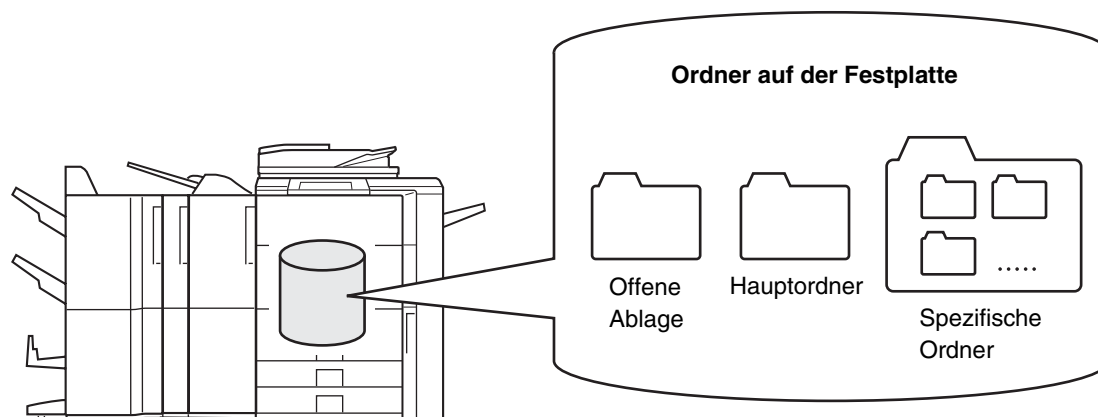 Ordner auf der Festplatte
Offene
Ablage
Hauptordner
Spezifische
Ordner
.....